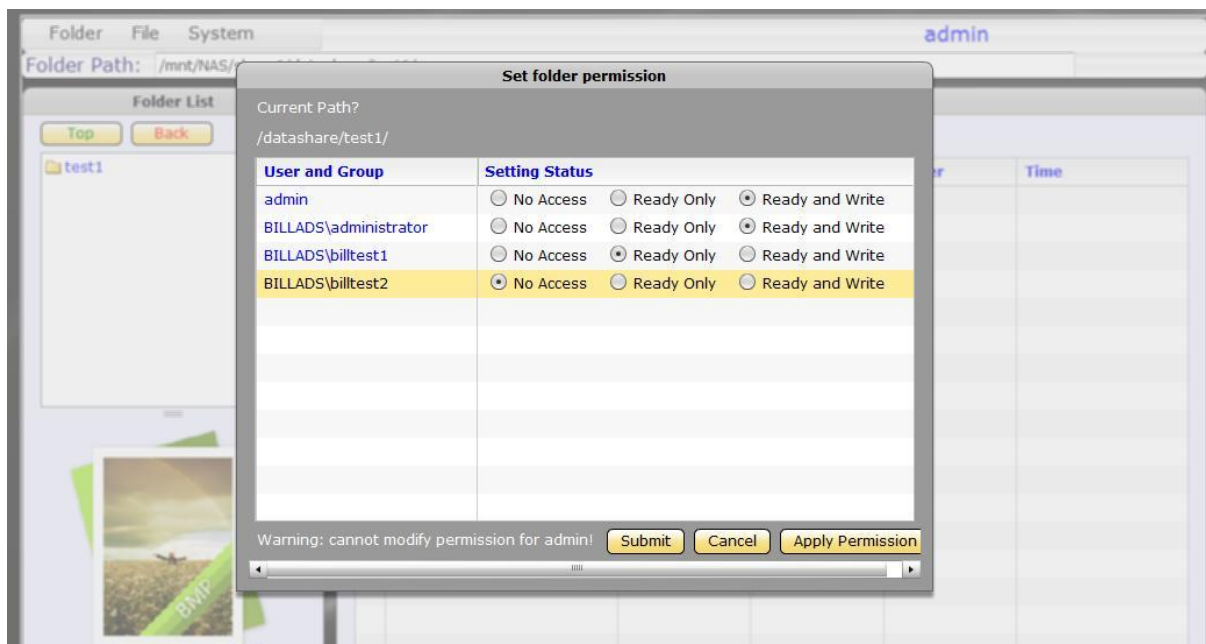 Folder File System admin
Folder Path: /mnt/NAS/
Set folder permission
Folder List
Current Path?
Top Back
/datashare/test1/
test1
User and Group Setting Status Time
admin No Access Ready Only Ready and Write
BILLADS\administrator No Access Ready Only Ready and Write
BILLADS\billtest1 No Access Ready Only Ready and Write
BILLADS\billtest2 No Access Ready Only Ready and Write
Warning: cannot modify permission for admin! Submit Cancel Apply Permission
BMP